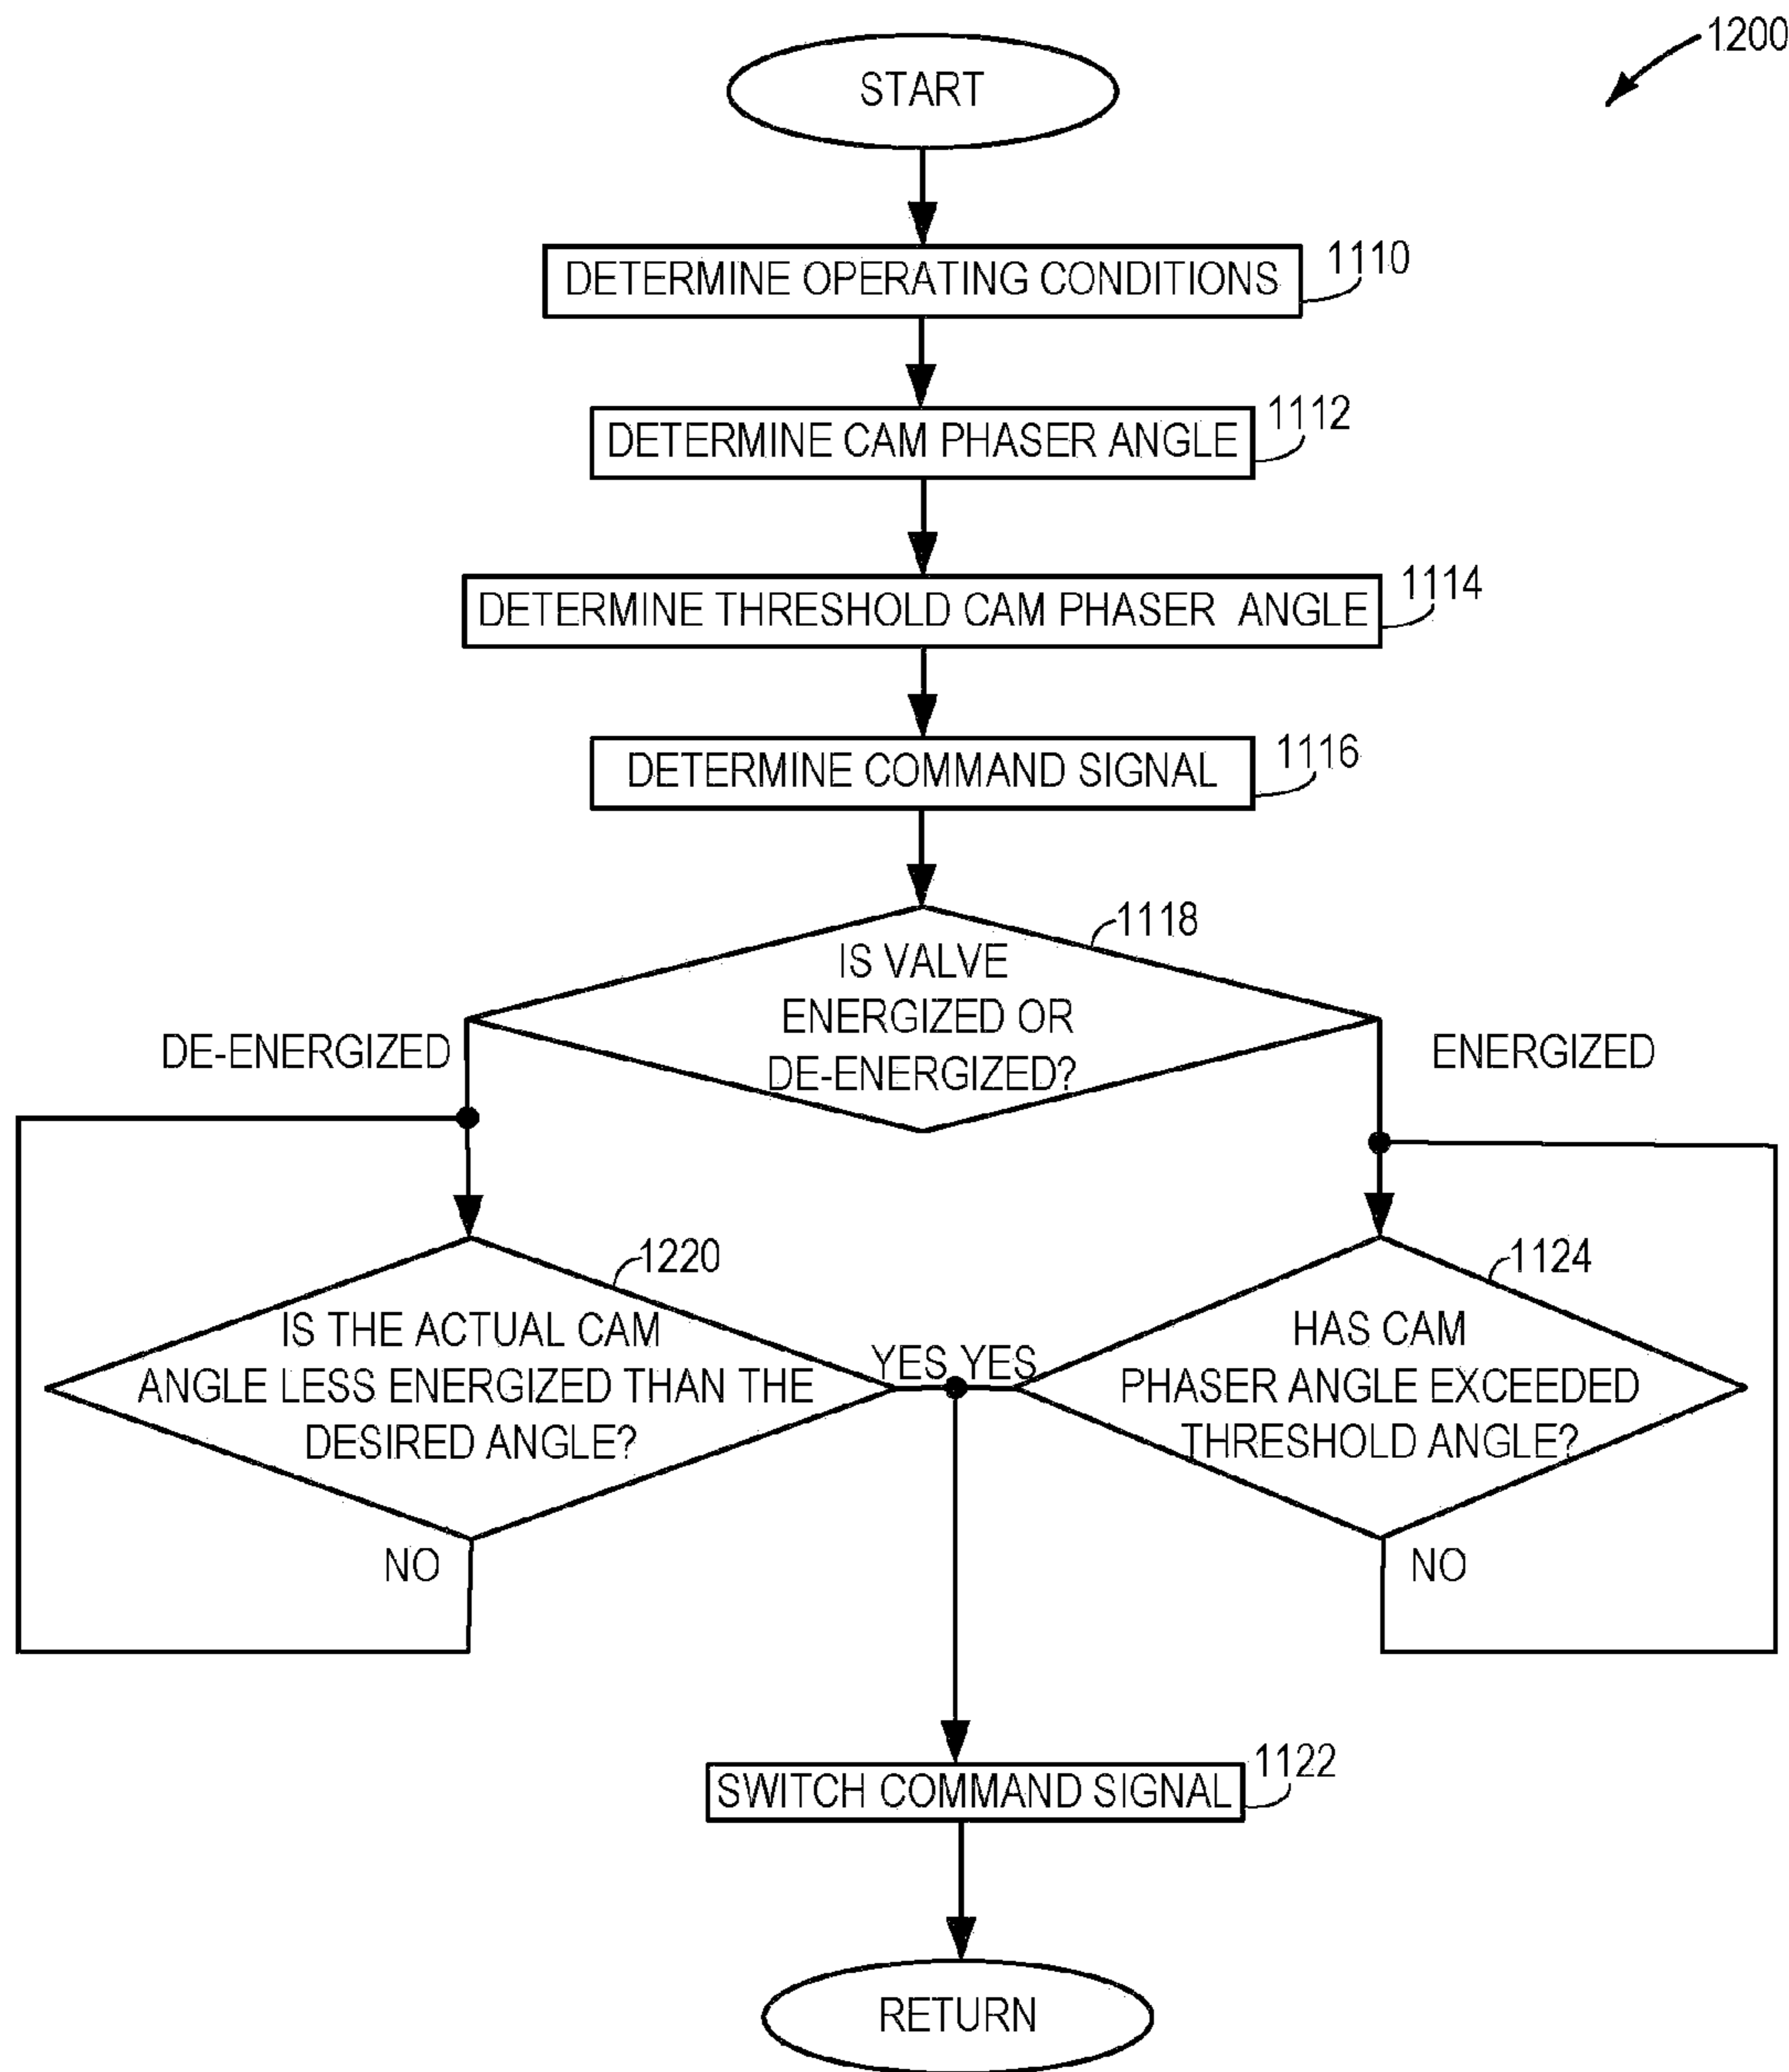 1200
START
DETERMINE OPERATING CONDITIONS
1110
DETERMINE CAM PHASER ANGLE
1112
DETERMINE THRESHOLD CAM PHASER ANGLE
1114
DETERMINE COMMAND SIGNAL
1116
1118
IS VALVE
ENERGIZED OR
DE-ENERGIZED?
DE-ENERGIZED
ENERGIZED
1220
IS THE ACTUAL CAM
ANGLE LESS ENERGIZED THAN THE
DESIRED ANGLE?
YES
YES
1124
HAS CAM
PHASER ANGLE EXCEEDED
THRESHOLD ANGLE?
NO
NO
SWITCH COMMAND SIGNAL
1122
RETURN